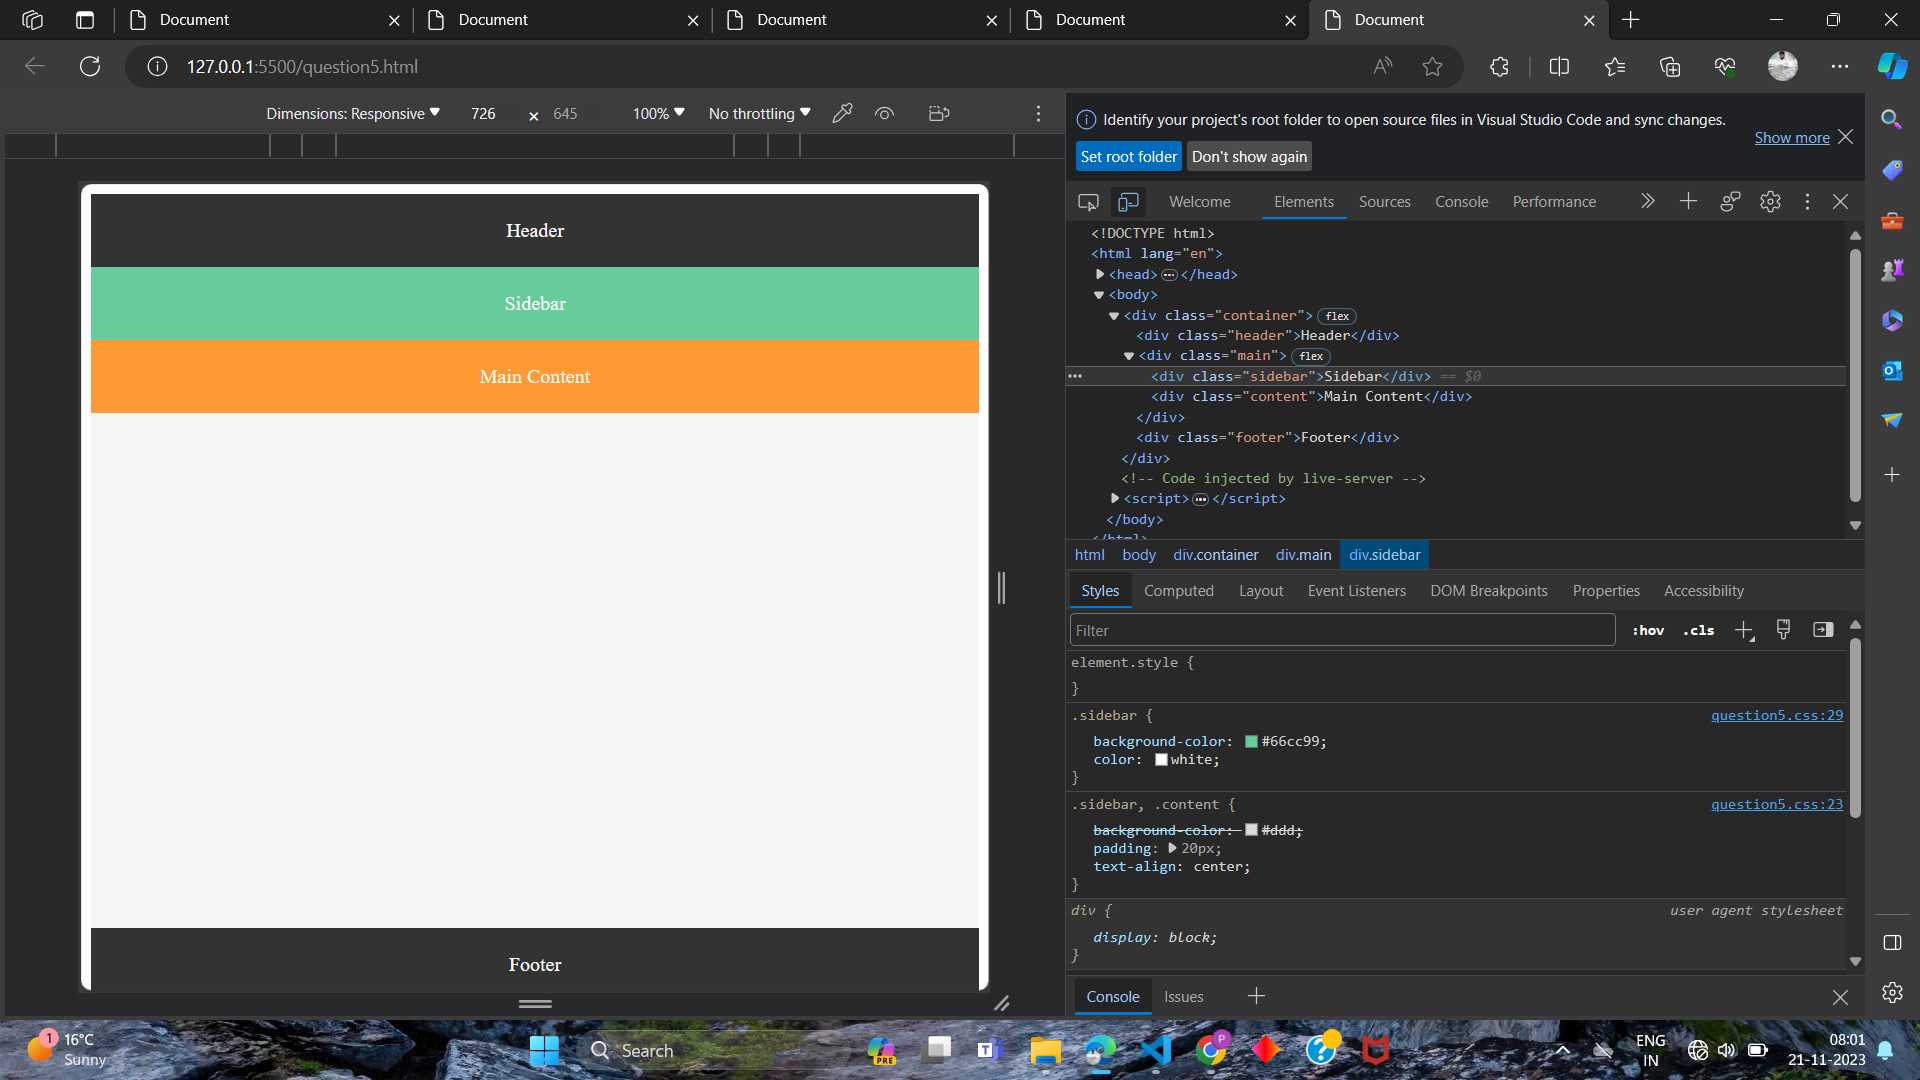 Document Document Document Document Document
127.0.0.1:5500/question5.html
Dimensions: Responsive 726 × 645 100% No throttling
Identify your project's root folder to open source files in Visual Studio Code and sync changes.
Show more
Set root folder Don't show again
Welcome Elements Sources Console Performance
Header
Sidebar
Main Content
Footer
<!DOCTYPE html>
<html lang="en">
<head> </head>
<body>
<div class="container"> flex
<div class="header">Header</div>
<div class="main"> flex
<div class="sidebar">Sidebar</div> == $0
<div class="content">Main Content</div>
</div>
<div class="footer">Footer</div>
</div>
<!-- Code injected by live-server -->
<script> </script>
</body>
</html>
html body div.container div.main div.sidebar
Styles Computed Layout Event Listeners DOM Breakpoints Properties Accessibility
Filter :hov .cls
element.style {
}
.sidebar { question5.css:29
background-color: #66cc99;
color: white;
}
.sidebar, .content { question5.css:23
background-color: #ddd;
padding: 20px;
text-align: center;
}
div { user agent stylesheet
display: block;
}
Console Issues
1 16°C
Sunny
Search
PRE
P
ENG
IN
08:01
21-11-2023